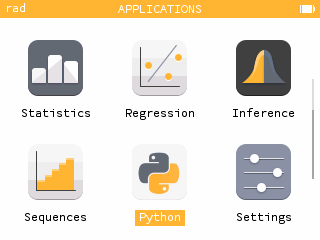 rad APPLICATIONS
Statistics Regression Inference
Sequences Python Settings